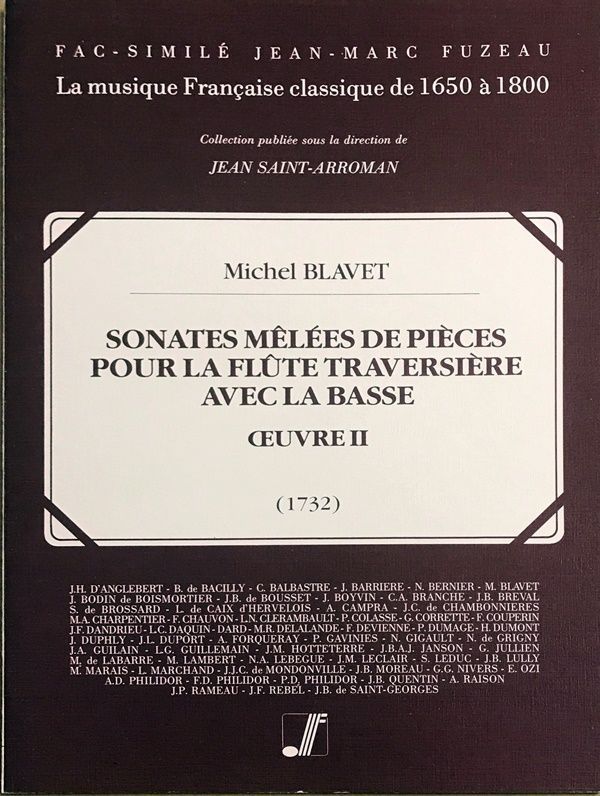 FAC-SIMILÉ JEAN-MARC FUZEAU
La musique Française classique de 1650 à 1800
Collection publiée sous la direction de
JEAN SAINT-ARROMAN
Michel BLAVET
SONATES MÊLÉES DE PIÈCES
POUR LA FLÛTE TRAVERSIÈRE
AVEC LA BASSE
ŒUVRE II
(1732)
J.H. D'ANGLEBERT - B. de BACILLY - C. BALBASTRE - J. BARRIERE - N. BERNIER - M. BLAVET
J. BODIN de BOISMORTIER - J.B. de BOUSSET - J. BOYVIN - C.A. BRANCHE - J.B. BREVAL
S. de BROSSARD - L. de CAIX D'HERVELOIS - A. CAMPRA - J.C. de CHAMBONNIERES
M.A. CHARPENTIER - F. CHAUVON - L.N. CLERAMBAULT - P. COLASSE - G. CORRETTE - F. COUPERIN
J.F. DANDRIEU - L.C. DAQUIN - DARD - M.R. DELALANDE - F. DEVIENNE - P. DUMAGE - H. DUMONT
J. DUPHLY - J.L. DUPORT - A. FORQUERAY - P. GAVINIES - N. GIGAULT - N. de GRIGNY
J.A. GUILAIN - L.G. GUILLEMAIN - J.M. HOTTETERRE - J.B.A.J. JANSON - G. JULLIEN
M. de LABARRE - M. LAMBERT - N.A. LEBEGUE - J.M. LECLAIR - S. LEDUC - J.B. LULLY
M. MARAIS - L. MARCHAND - J.J.C. de MONDONVILLE - J.B. MOREAU - G.G. NIVERS - E. OZI
A.D. PHILIDOR - F.D. PHILIDOR - P.D. PHILIDOR - J.B. QUENTIN - A. RAISON
J.P. RAMEAU - J.F. REBEL - J.B. de SAINT-GEORGES